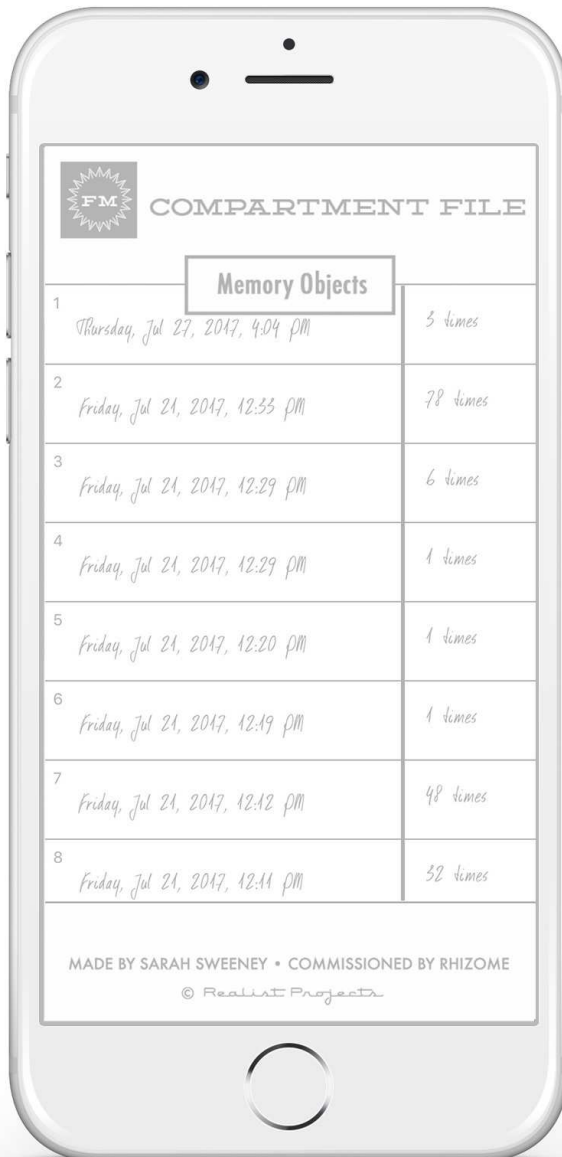 FM
COMPARTMENT FILE
Memory Objects
1 Thursday, Jul 27, 2017, 4:04 PM 3 times
2 Friday, Jul 21, 2017, 12:33 PM 78 times
3 Friday, Jul 21, 2017, 12:29 PM 6 times
4 Friday, Jul 21, 2017, 12:29 PM 1 times
5 Friday, Jul 21, 2017, 12:20 PM 1 times
6 Friday, Jul 21, 2017, 12:19 PM 1 times
7 Friday, Jul 21, 2017, 12:12 PM 48 times
8 Friday, Jul 21, 2017, 12:11 PM 32 times
MADE BY SARAH SWEENEY • COMMISSIONED BY RHIZOME
© Realist Projects